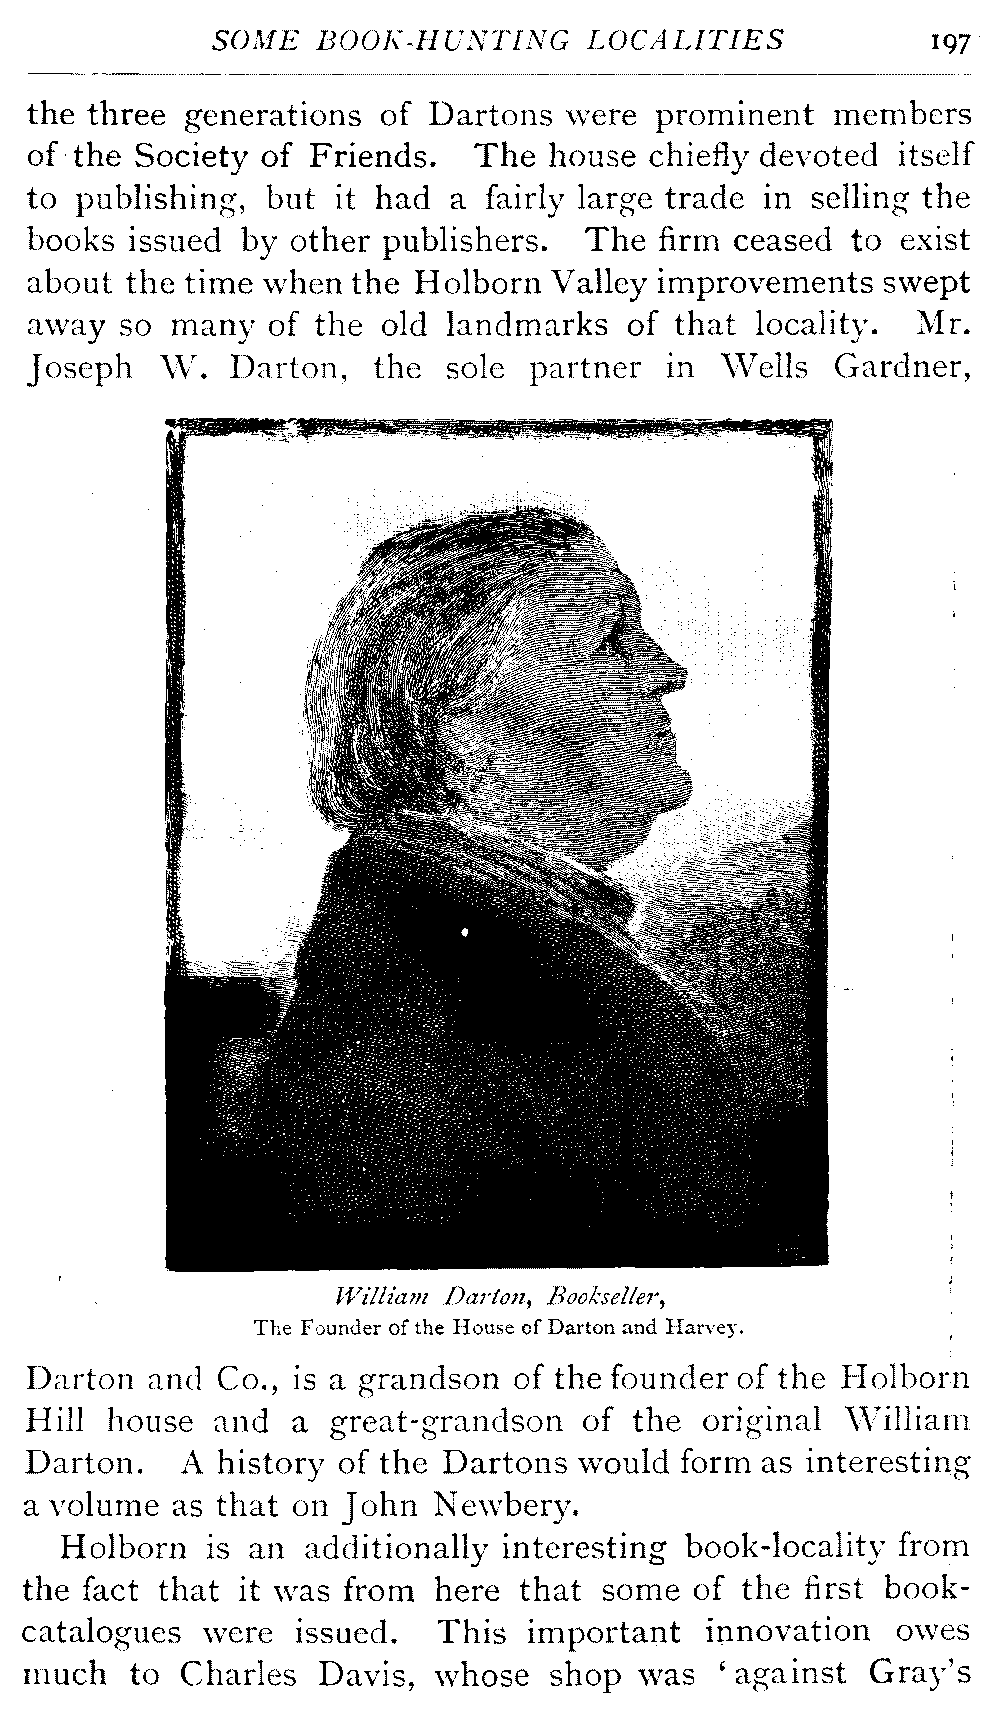 SOME BOOK-HUNTING LOCALITIES 197
the three generations of Dartons were prominent members
of the Society of Friends. The house chiefly devoted itself
to publishing, but it had a fairly large trade in selling the
books issued by other publishers. The firm ceased to exist
about the time when the Holborn Valley improvements swept
away so many of the old landmarks of that locality. Mr.
Joseph W. Darton, the sole partner in Wells Gardner,
William Darton, Bookseller,
The Founder of the House of Darton and Harvey.
Darton and Co., is a grandson of the founder of the Holborn
Hill house and a great-grandson of the original William
Darton. A history of the Dartons would form as interesting
a volume as that on John Newbery.
Holborn is an additionally interesting book-locality from
the fact that it was from here that some of the first book-
catalogues were issued. This important innovation owes
much to Charles Davis, whose shop was ‘against Gray’s